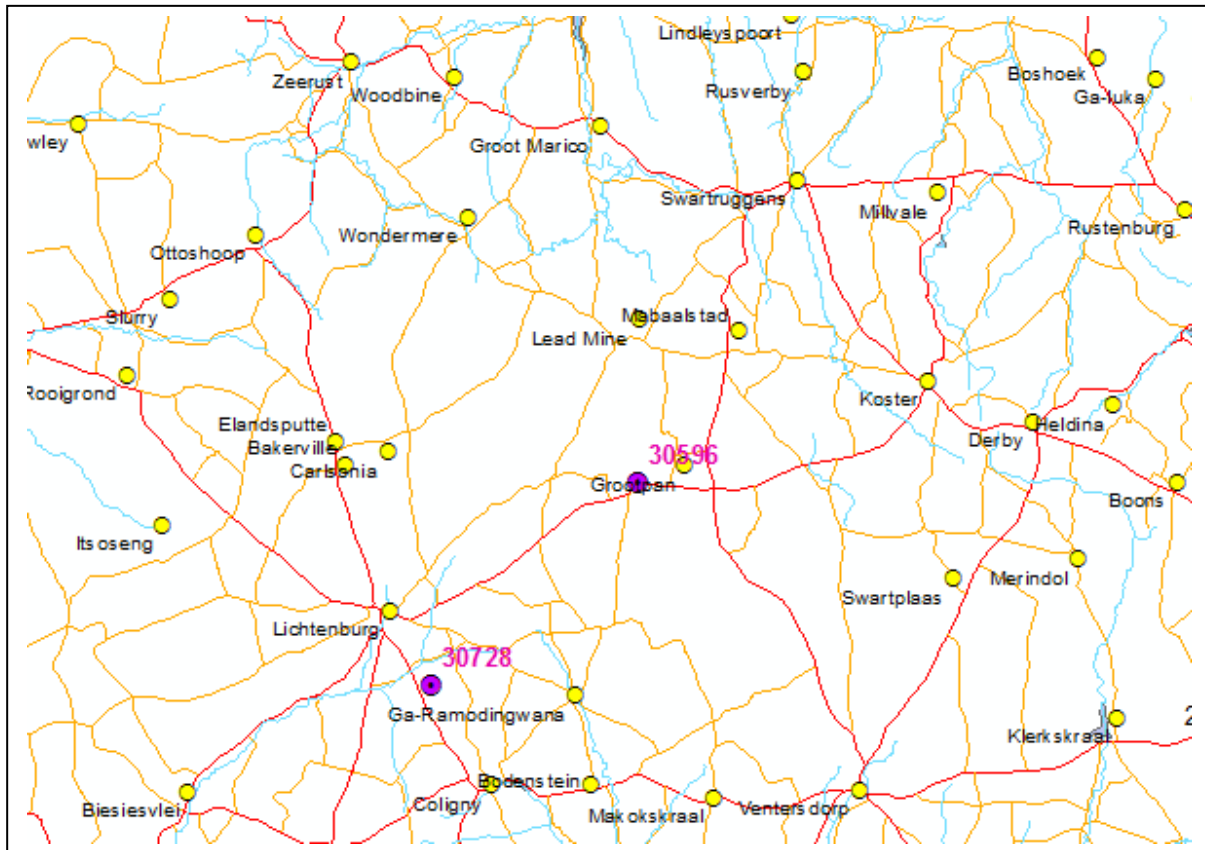 Lindleyspoort
Zeerust
Woodbine
Rusverby
Boshoek
Ga-luka
wley
Groot Marico
Swartruggens
Millvale
Rustenburg
Wondermere
Ottoshoop
Slurry
Mabaalstad
Lead Mine
Rooigrond
Koster
Elandsputte
Bakerville
Carlsonia
Derby
Heldina
30596
Grootpan
Boons
Itsoseng
Merindol
Swartplaas
Lichtenburg
30728
Ga-Ramodingwana
2
Klerkskraal
Biesiesvlei
Coligny
Bodenstein
Makokskraal
Ventersdorp